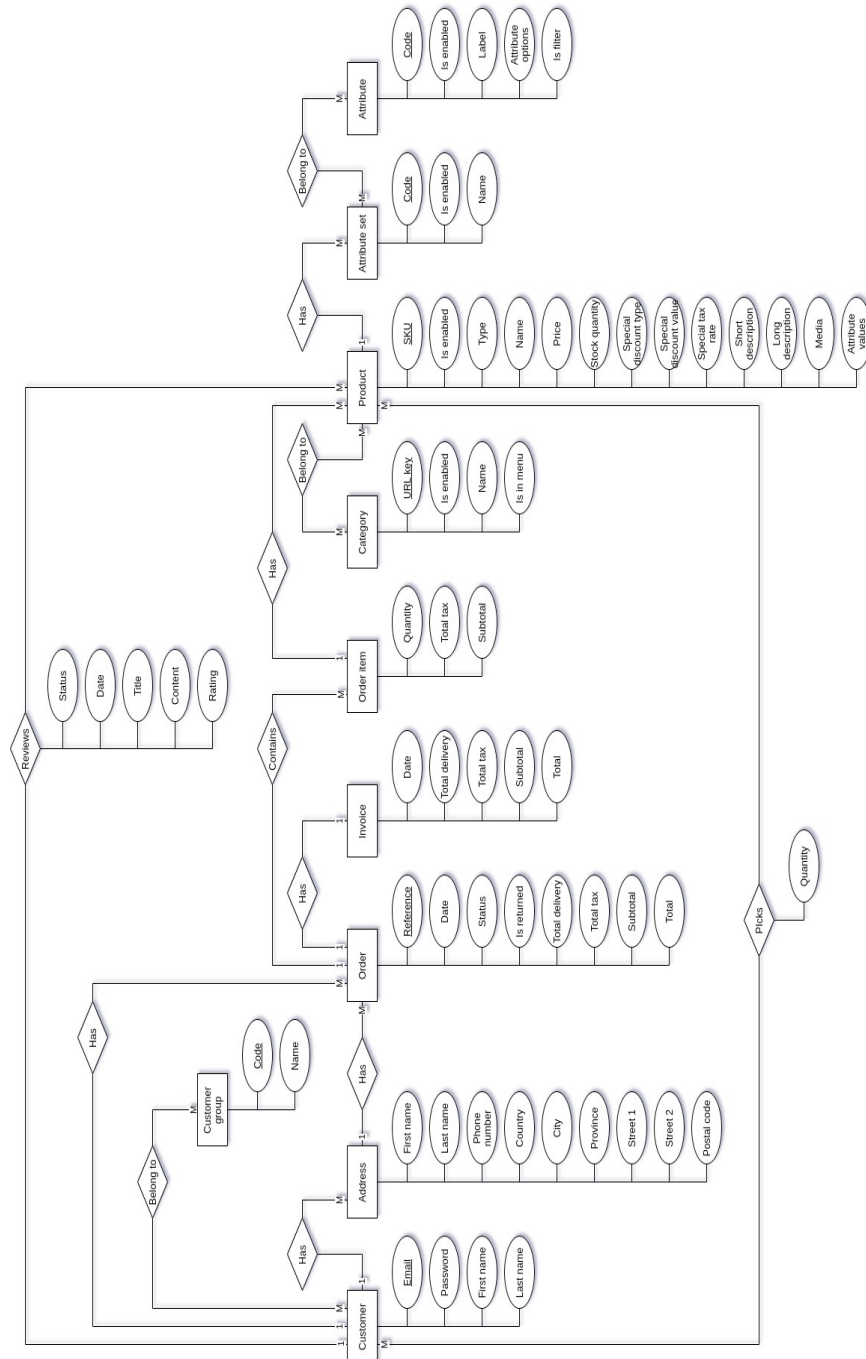 Reviews
Status
Date
Title
Content
Rating
Has
Belong to
M
Customer
group
Code
Name
Contains
Has
Has
Has
Has
Belong to
Has
Belong to
1
1
M
M
M
1
1
1
M
1
M
M
M
M
M
M
Customer
1
Address
1
Has
M
Order
Invoice
Order item
Category
M
Product
1
Attribute set
M
Attribute
M
M
Email
Password
First name
Last name
First name
Last name
Phone
number
Country
City
Province
Street 1
Street 2
Postal code
Reference
Date
Status
Is returned
Total delivery
Total tax
Subtotal
Total
Date
Total delivery
Total tax
Subtotal
Total
Quantity
Total tax
Subtotal
URL key
Is enabled
Name
Is in menu
SKU
Is enabled
Type
Name
Price
Stock quantity
Special
discount type
Special
discount value
Special tax
rate
Short
description
Long
description
Media
Attribute
values
Code
Is enabled
Name
Code
Is enabled
Label
Attribute
options
Is filter
PIcks
Quantity